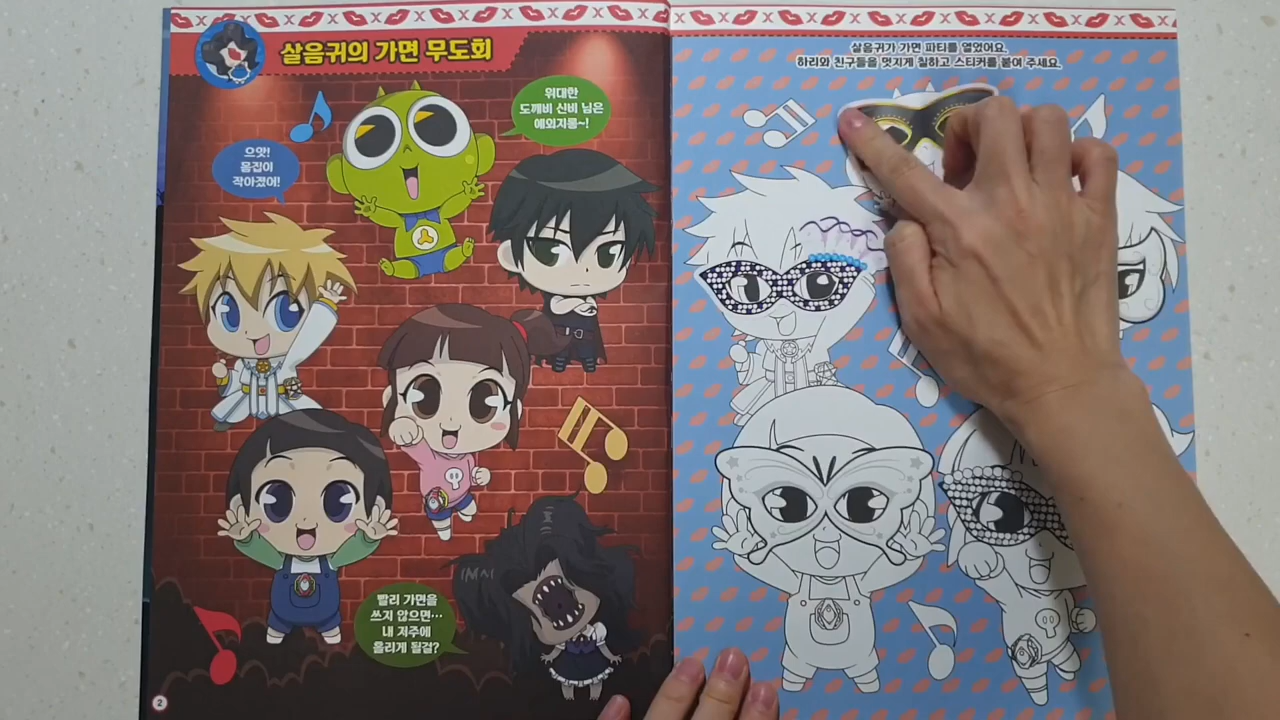 살음귀의 가면 무도회
위대한
도깨비 신비 님은
예외지롱~!
으앗!
몸집이
작아졌어!
빨리 가면을
쓰지 않으면…
내 저주에
홀리게 될걸?
2
살음귀가 가면 파티를 열었어요.
하리와 친구들을 멋지게 칠하고 스티커를 붙여 주세요.